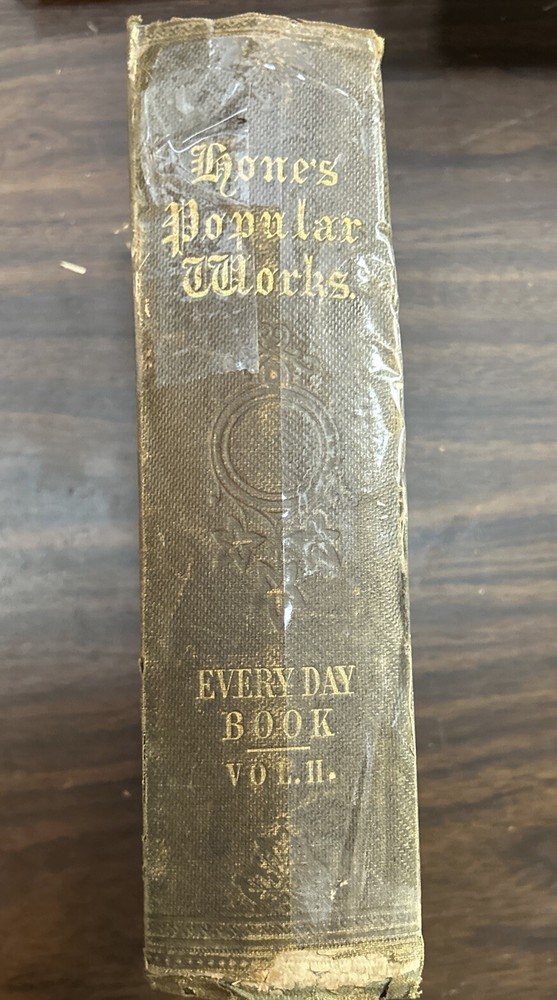 Hone's
Popular
Works.
EVERY DAY
BOOK
VOL. II.